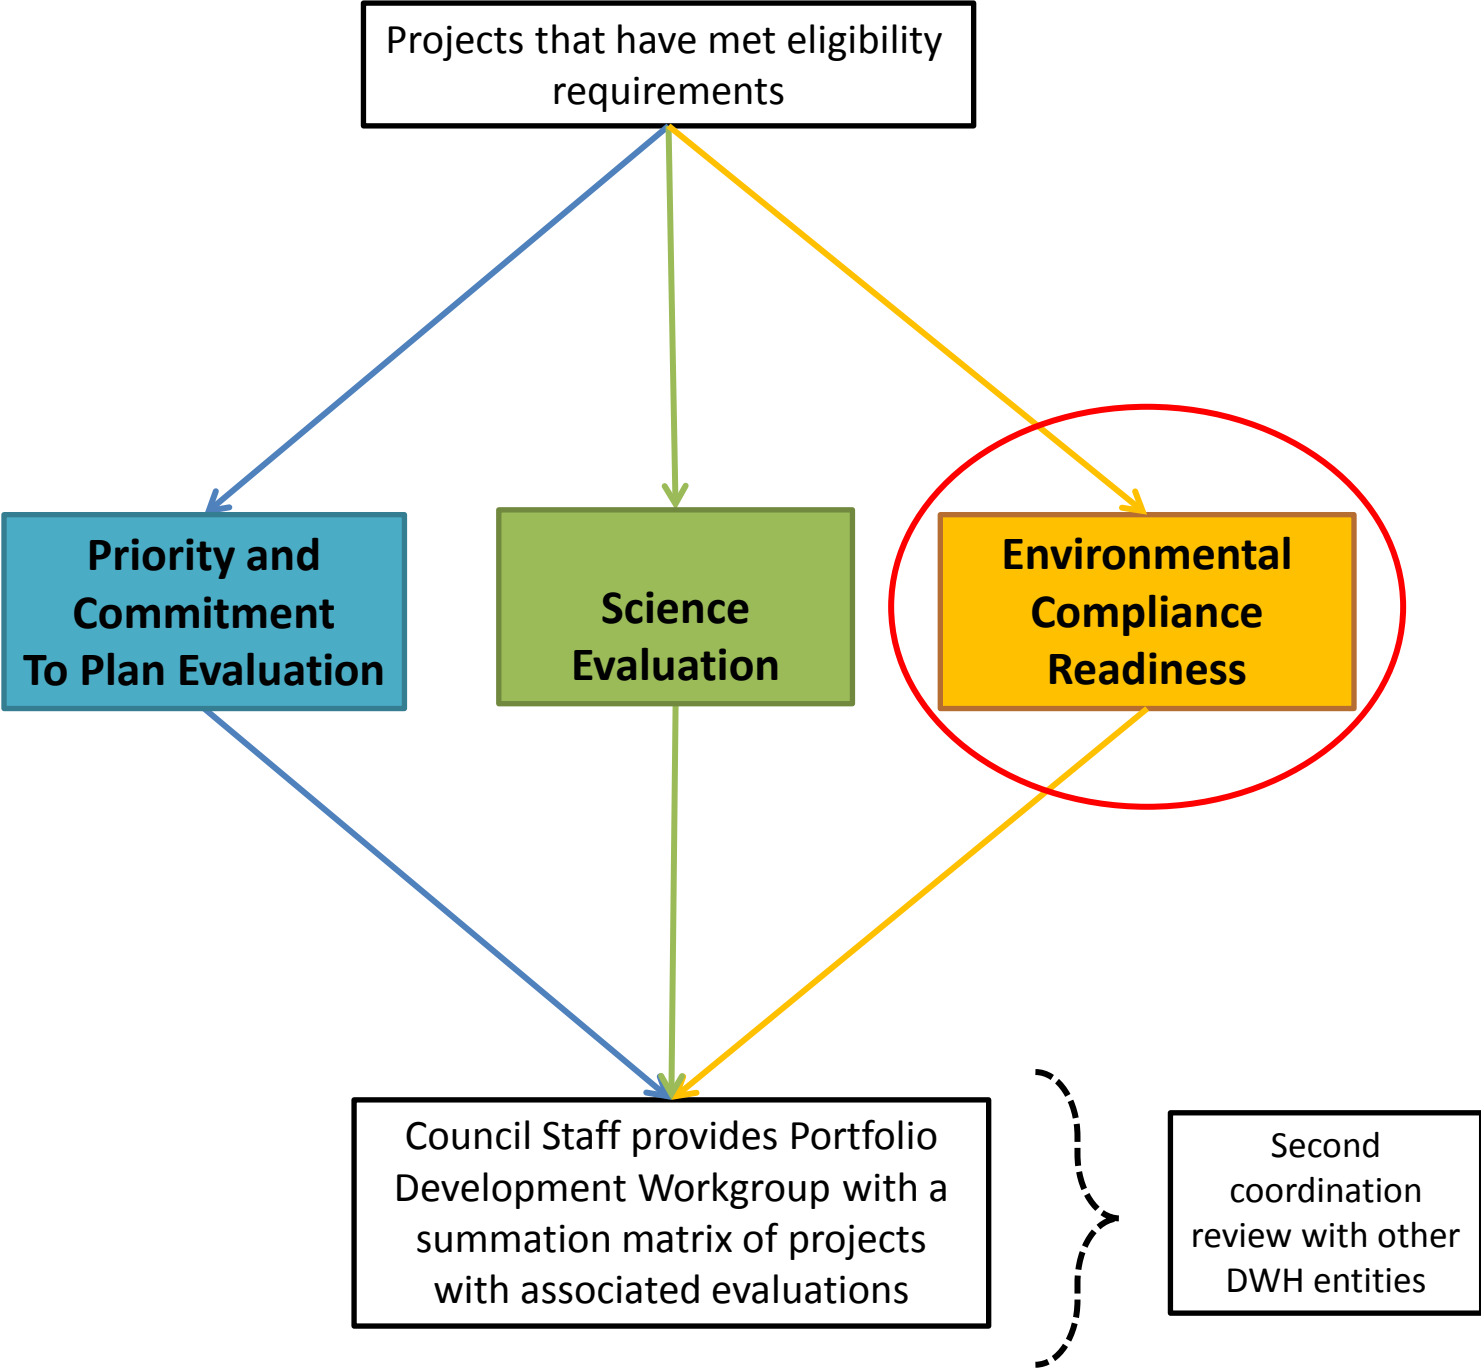 Projects that have met eligibility
requirements
Priority and
Commitment
To Plan Evaluation
Science
Evaluation
Environmental
Compliance
Readiness
Council Staff provides Portfolio
Development Workgroup with a
summation matrix of projects
with associated evaluations
Second
coordination
review with other
DWH entities